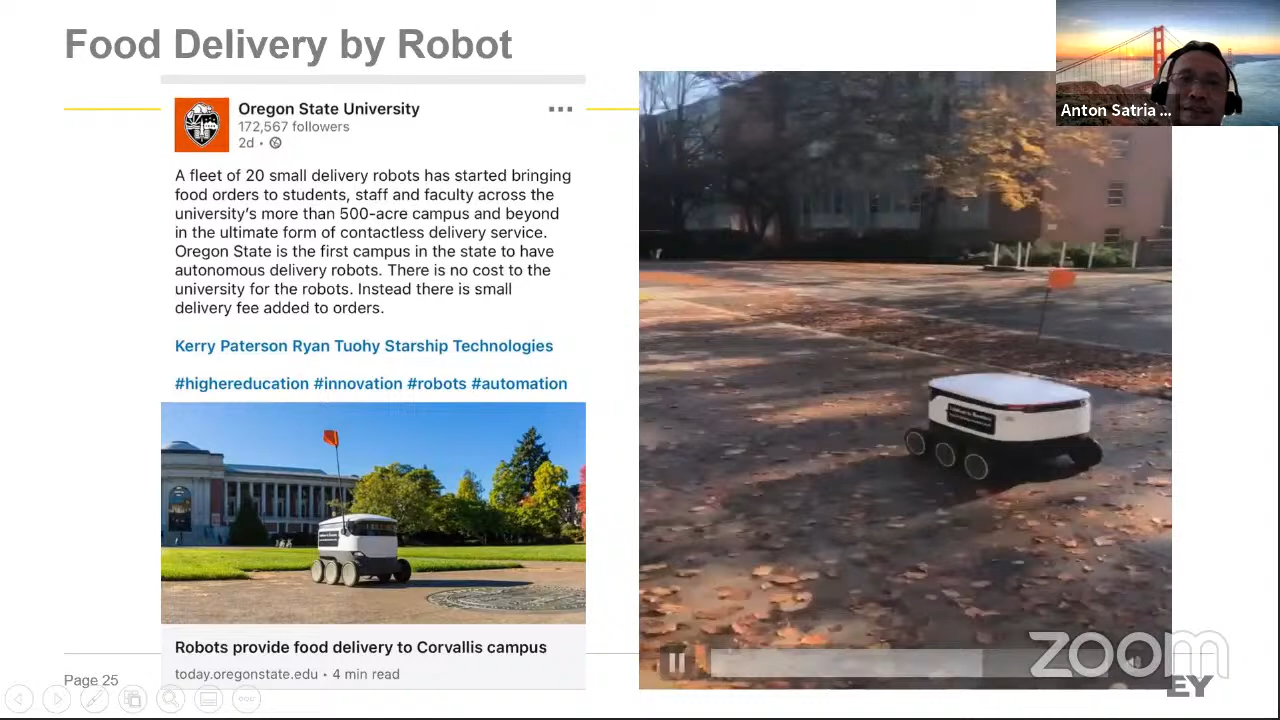 Food Delivery by Robot
Anton Satria ...
Oregon State University
172,567 followers
2d •
A fleet of 20 small delivery robots has started bringing
food orders to students, staff and faculty across the
university's more than 500-acre campus and beyond
in the ultimate form of contactless delivery service.
Oregon State is the first campus in the state to have
autonomous delivery robots. There is no cost to the
university for the robots. Instead there is small
delivery fee added to orders.
Kerry Paterson Ryan Tuohy Starship Technologies
#highereducation #innovation #robots #automation
Robots provide food delivery to Corvallis campus
today.oregonstate.edu • 4 min read
Page 25
zoom
EY